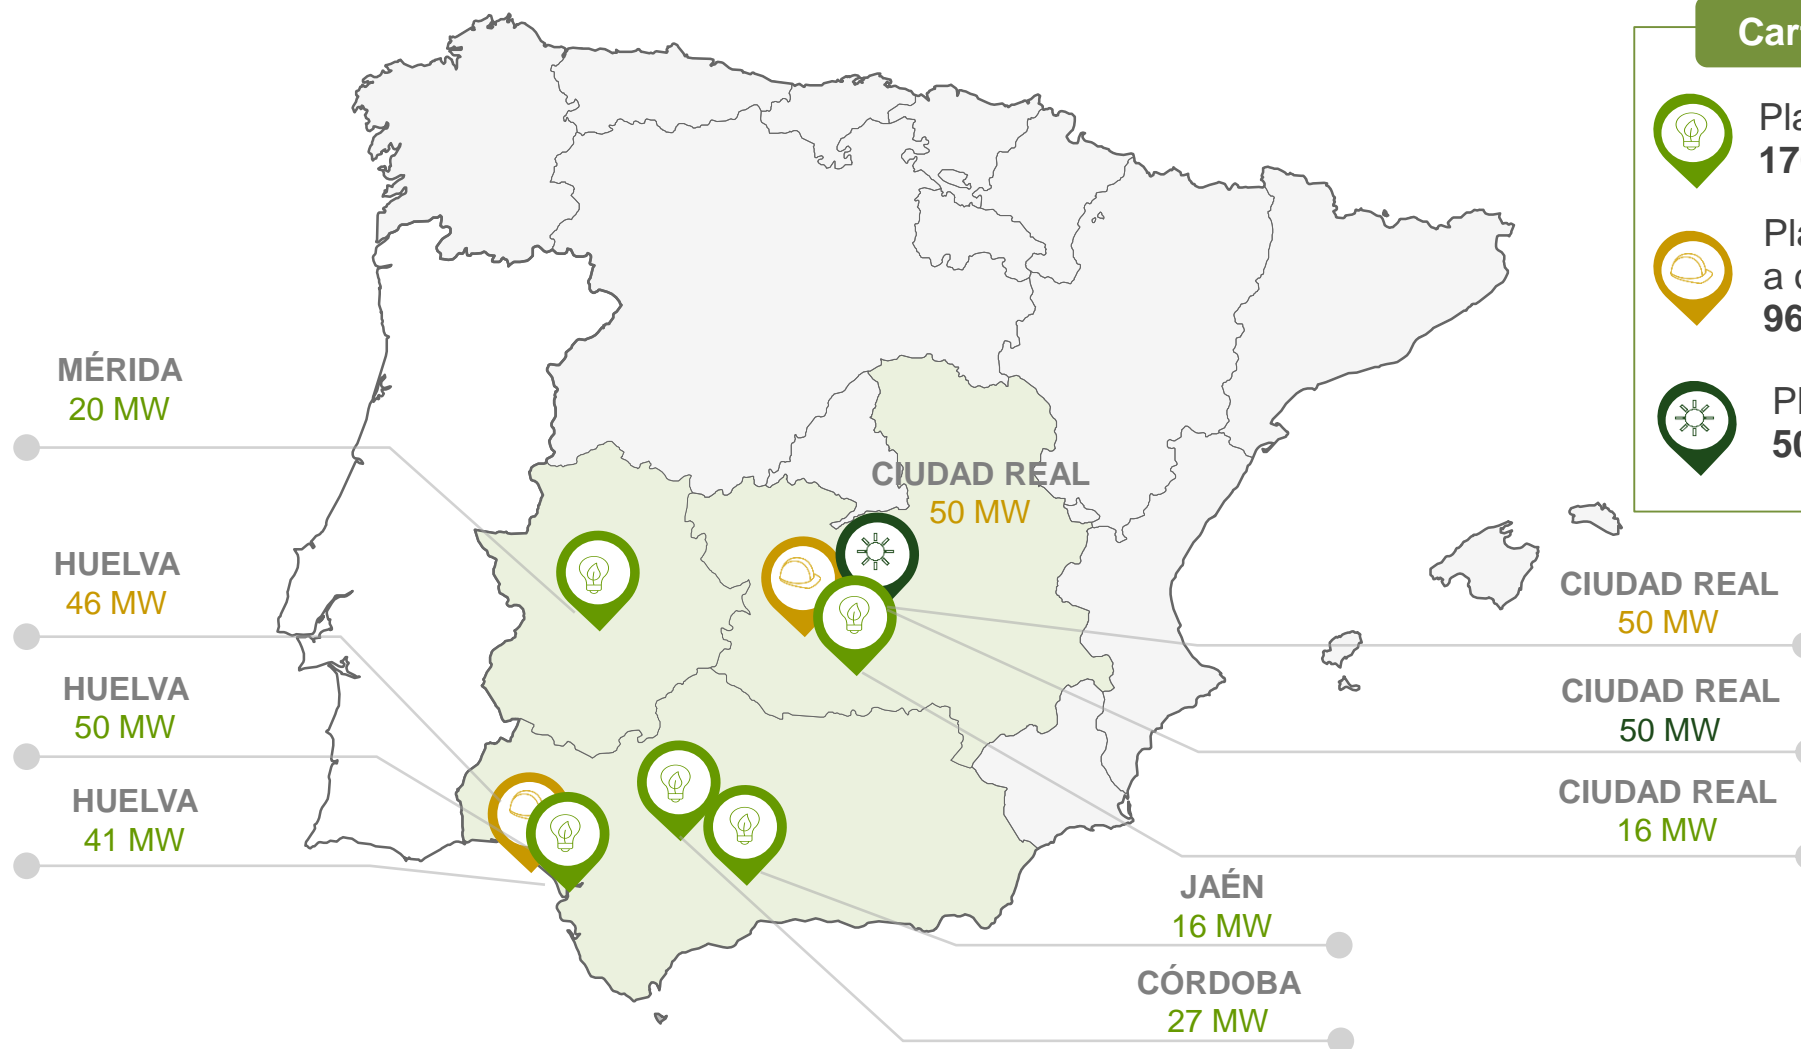 Car
Pla
17
Pla
a c
96
Pl
50
MÉRIDA
20 MW
CIUDAD REAL
50 MW
HUELVA
46 MW
CIUDAD REAL
50 MW
HUELVA
50 MW
CIUDAD REAL
50 MW
HUELVA
41 MW
CIUDAD REAL
16 MW
JAÉN
16 MW
CÓRDOBA
27 MW